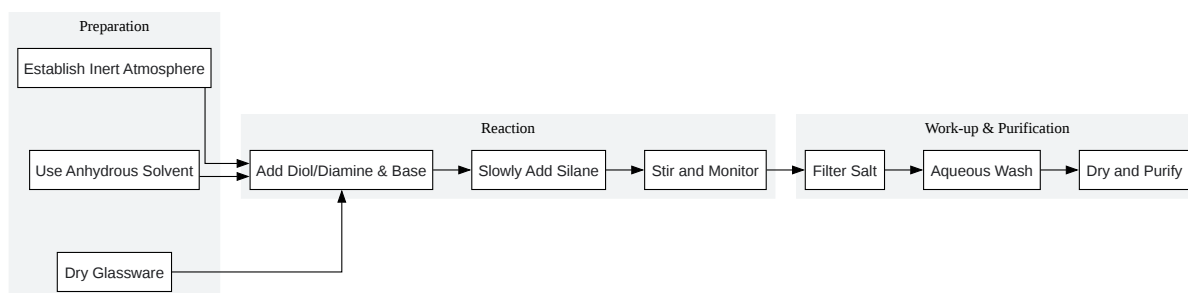 Preparation
Establish Inert Atmosphere
Use Anhydrous Solvent
Dry Glassware
Reaction
Add Diol/Diamine & Base
Slowly Add Silane
Stir and Monitor
Work-up & Purification
Filter Salt
Aqueous Wash
Dry and Purify